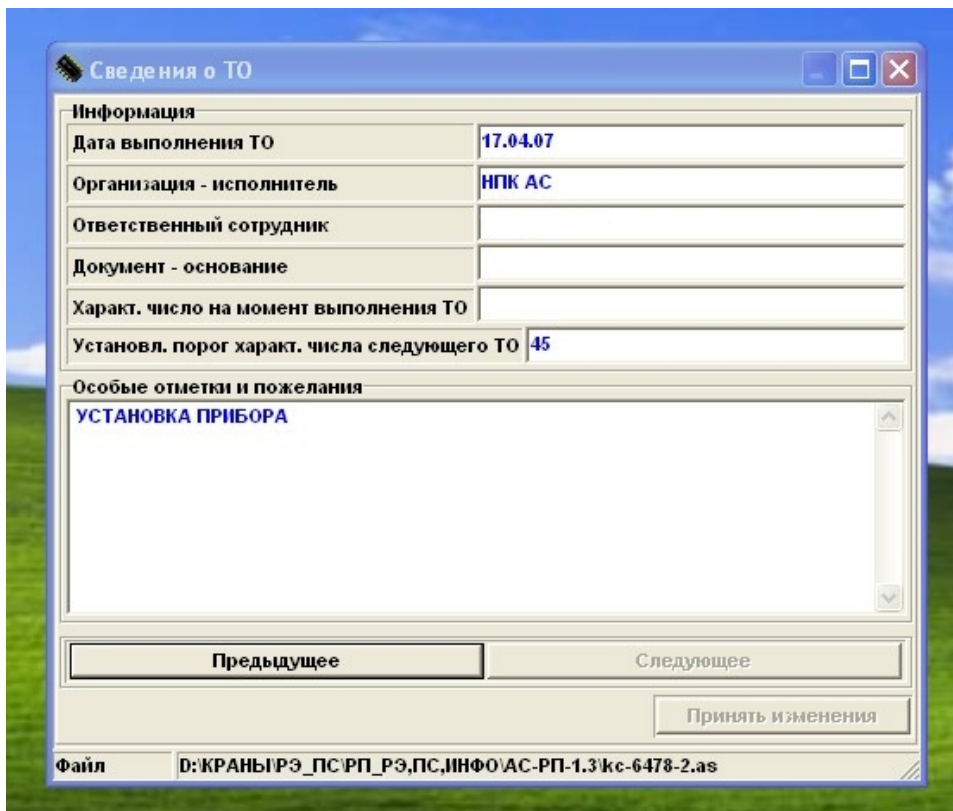 Сведения о ТО
Информация
Дата выполнения ТО 17.04.07
Организация - исполнитель НПК АС
Ответственный сотрудник
Документ - основание
Характ. число на момент выполнения ТО
Установл. порог характ. числа следующего ТО 45
Особые отметки и пожелания
УСТАНОВКА ПРИБОРА
Предыдущее Следующее
Принять изменения
Файл D:\КРАНЫ\РЭ_ПС\РП_РЭ,ПС,ИНФО\АС-РП-1.3\kc-6478-2.as